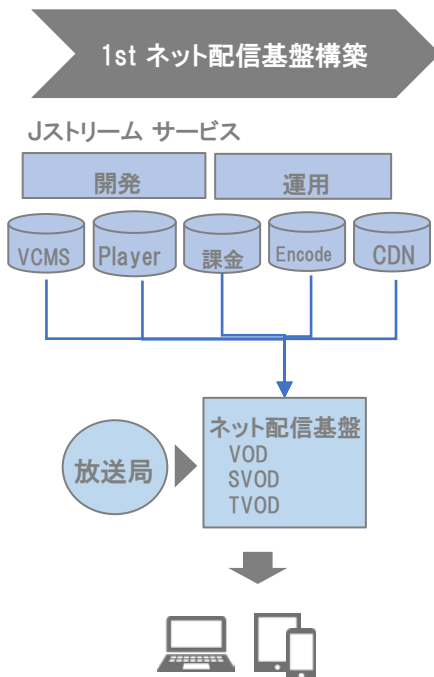 1st ネット配信基盤構築
Jストリーム サービス
開発 運用
VCMS Player 課金 Encode CDN
ネット配信基盤
VOD
SVOD
TVOD
放送局